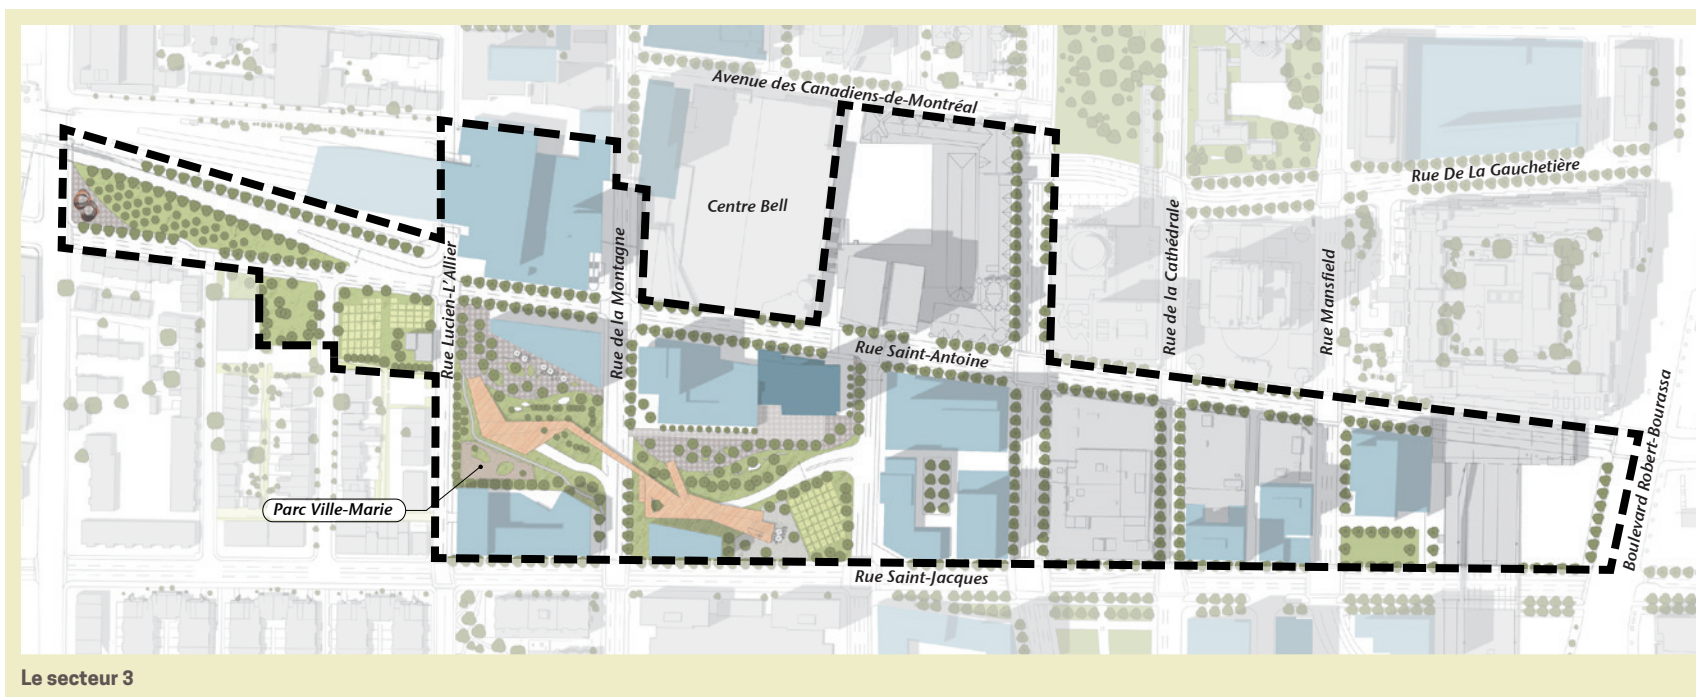 Avenue des Canadiens-de-Montréal
Rue De La Gauchetière
Centre Bell
Rue de la Cathédrale
Rue Lucien-L'Allier
Rue de la Montagne
Rue Mansfield
Rue Saint-Antoine
Boulevard Robert-Bourassa
Parc Ville-Marie
Rue Saint-Jacques
Le secteur 3